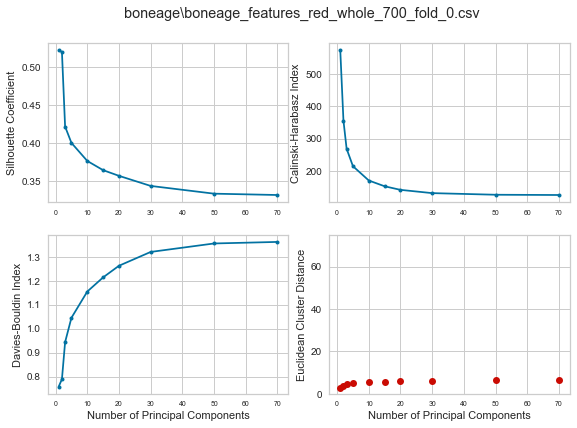 boneage\boneage_features_red_whole_700_fold_0.csv
Silhouette Coefficient
0.50
0.45
0.40
0.35
0 10 20 30 40 50 60 70
Calinski-Harabasz Index
500
400
300
200
0 10 20 30 40 50 60 70
Davies-Bouldin Index
1.3
1.2
1.1
1.0
0.9
0.8
0 10 20 30 40 50 60 70
Number of Principal Components
Euclidean Cluster Distance
60
40
20
0
0 10 20 30 40 50 60 70
Number of Principal Components